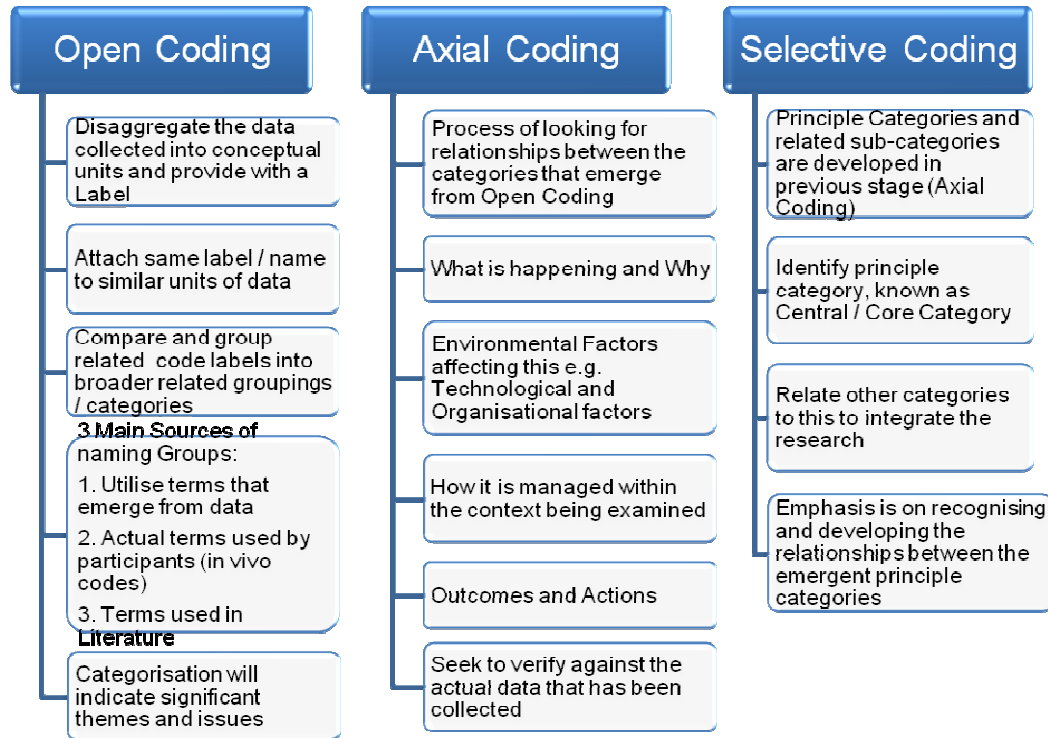 Open Coding
Disaggregate the data
collected into conceptual
units and provide with a
Label
Attach same label / name
to similar units of data
Compare and group
related code labels into
broader related groupings
/ categories
3 Main Sources of
naming Groups:
1. Utilise terms that
emerge from data
2. Actual terms used by
participants (in vivo
codes)
3. Terms used in
Literature
Categorisation will
indicate significant
themes and issues
Axial Coding
Process of looking for
relationships between the
categories that emerge
from Open Coding
What is happening and Why
Environmental Factors
affecting this e.g.
Technological and
Organisational factors
How it is managed within
the context being examined
Outcomes and Actions
Seek to verify against the
actual data that has been
collected
Selective Coding
Principle Categories and
related sub-categories
are developed in
previous stage (Axial
Coding)
Identify principle
category, known as
Central / Core Category
Relate other categories
to this to integrate the
research
Emphasis is on recognising
and developing the
relationships between the
emergent principle
categories